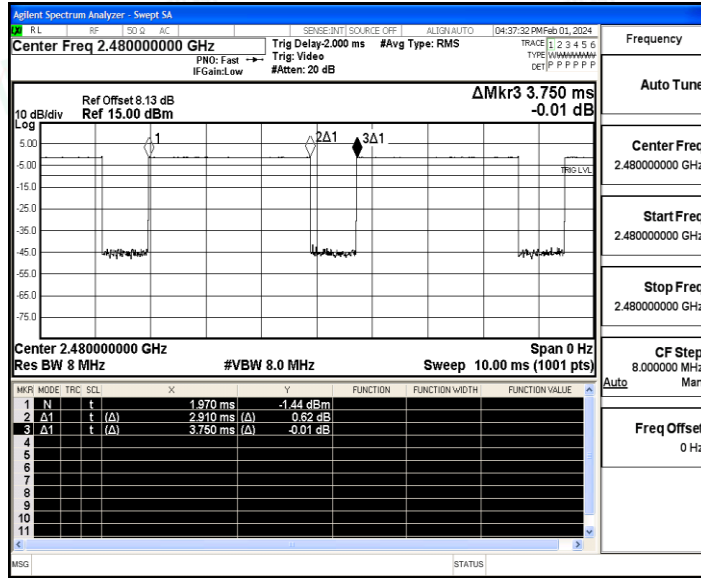 Agilent Spectrum Analyzer - Swept SA
RL RF 50 Ω AC SENSE:INT SOURCE OFF ALIGN AUTO 04:37:32 PM Feb 01, 2024
Center Freq 2.480000000 GHz
PNO: Fast
IFGain:Low
Trig Delay-2.000 ms
Trig: Video
#Atten: 20 dB
#Avg Type: RMS
TRACE 1 2 3 4 5 6
TYPE WWWWWW
DET P P P P P P
Ref Offset 8.13 dB
10 dB/div Ref 15.00 dBm
ΔMkr3 3.750 ms
-0.01 dB
Log
1
2Δ1
3Δ1
TRIG LVL
5.00
-5.00
-15.0
-25.0
-35.0
-45.0
-55.0
-65.0
-75.0
Center 2.480000000 GHz Span 0 Hz
Res BW 8 MHz #VBW 8.0 MHz Sweep 10.00 ms (1001 pts)
MKR MODE TRC SCL X Y FUNCTION FUNCTION WIDTH FUNCTION VALUE
1 N t 1.970 ms -1.44 dBm
2 Δ1 t (Δ) 2.910 ms (Δ) 0.62 dB
3 Δ1 t (Δ) 3.750 ms (Δ) -0.01 dB
4
5
6
7
8
9
10
11
MSG STATUS
Frequency
Auto Tune
Center Freq
2.480000000 GHz
Start Freq
2.480000000 GHz
Stop Freq
2.480000000 GHz
CF Step
8.000000 MHz
Auto Man
Freq Offset
0 Hz